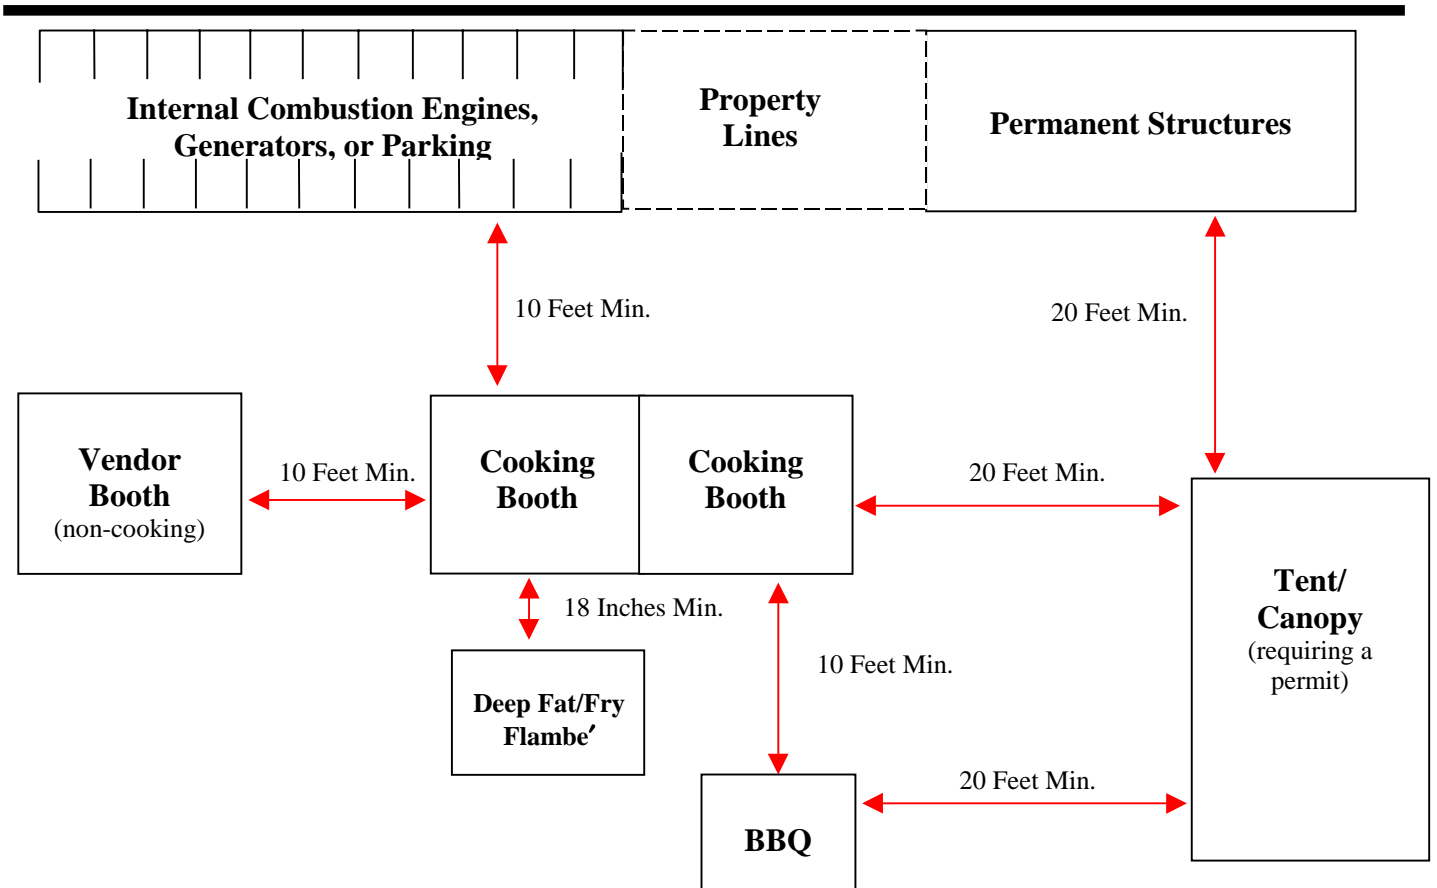 Internal Combustion Engines,
Generators, or Parking
Property
Lines
Permanent Structures
10 Feet Min.
20 Feet Min.
Vendor
Booth
(non-cooking)
10 Feet Min.
Cooking
Booth
Cooking
Booth
20 Feet Min.
Tent/
Canopy
(requiring a
permit)
18 Inches Min.
10 Feet Min.
Deep Fat/Fry
Flambe′
20 Feet Min.
BBQ